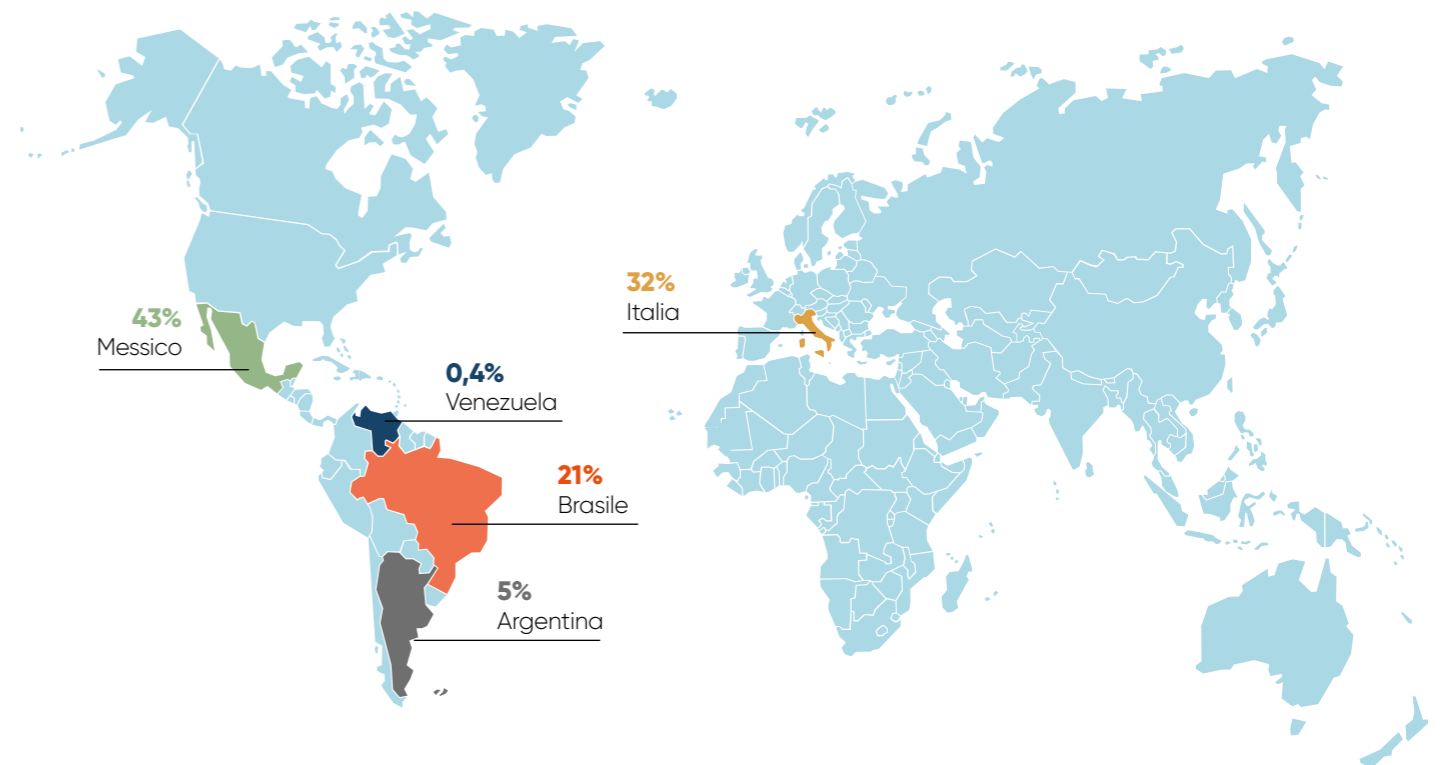 32%
Italia
43%
Messico
0,4%
Venezuela
21%
Brasile
5%
Argentina